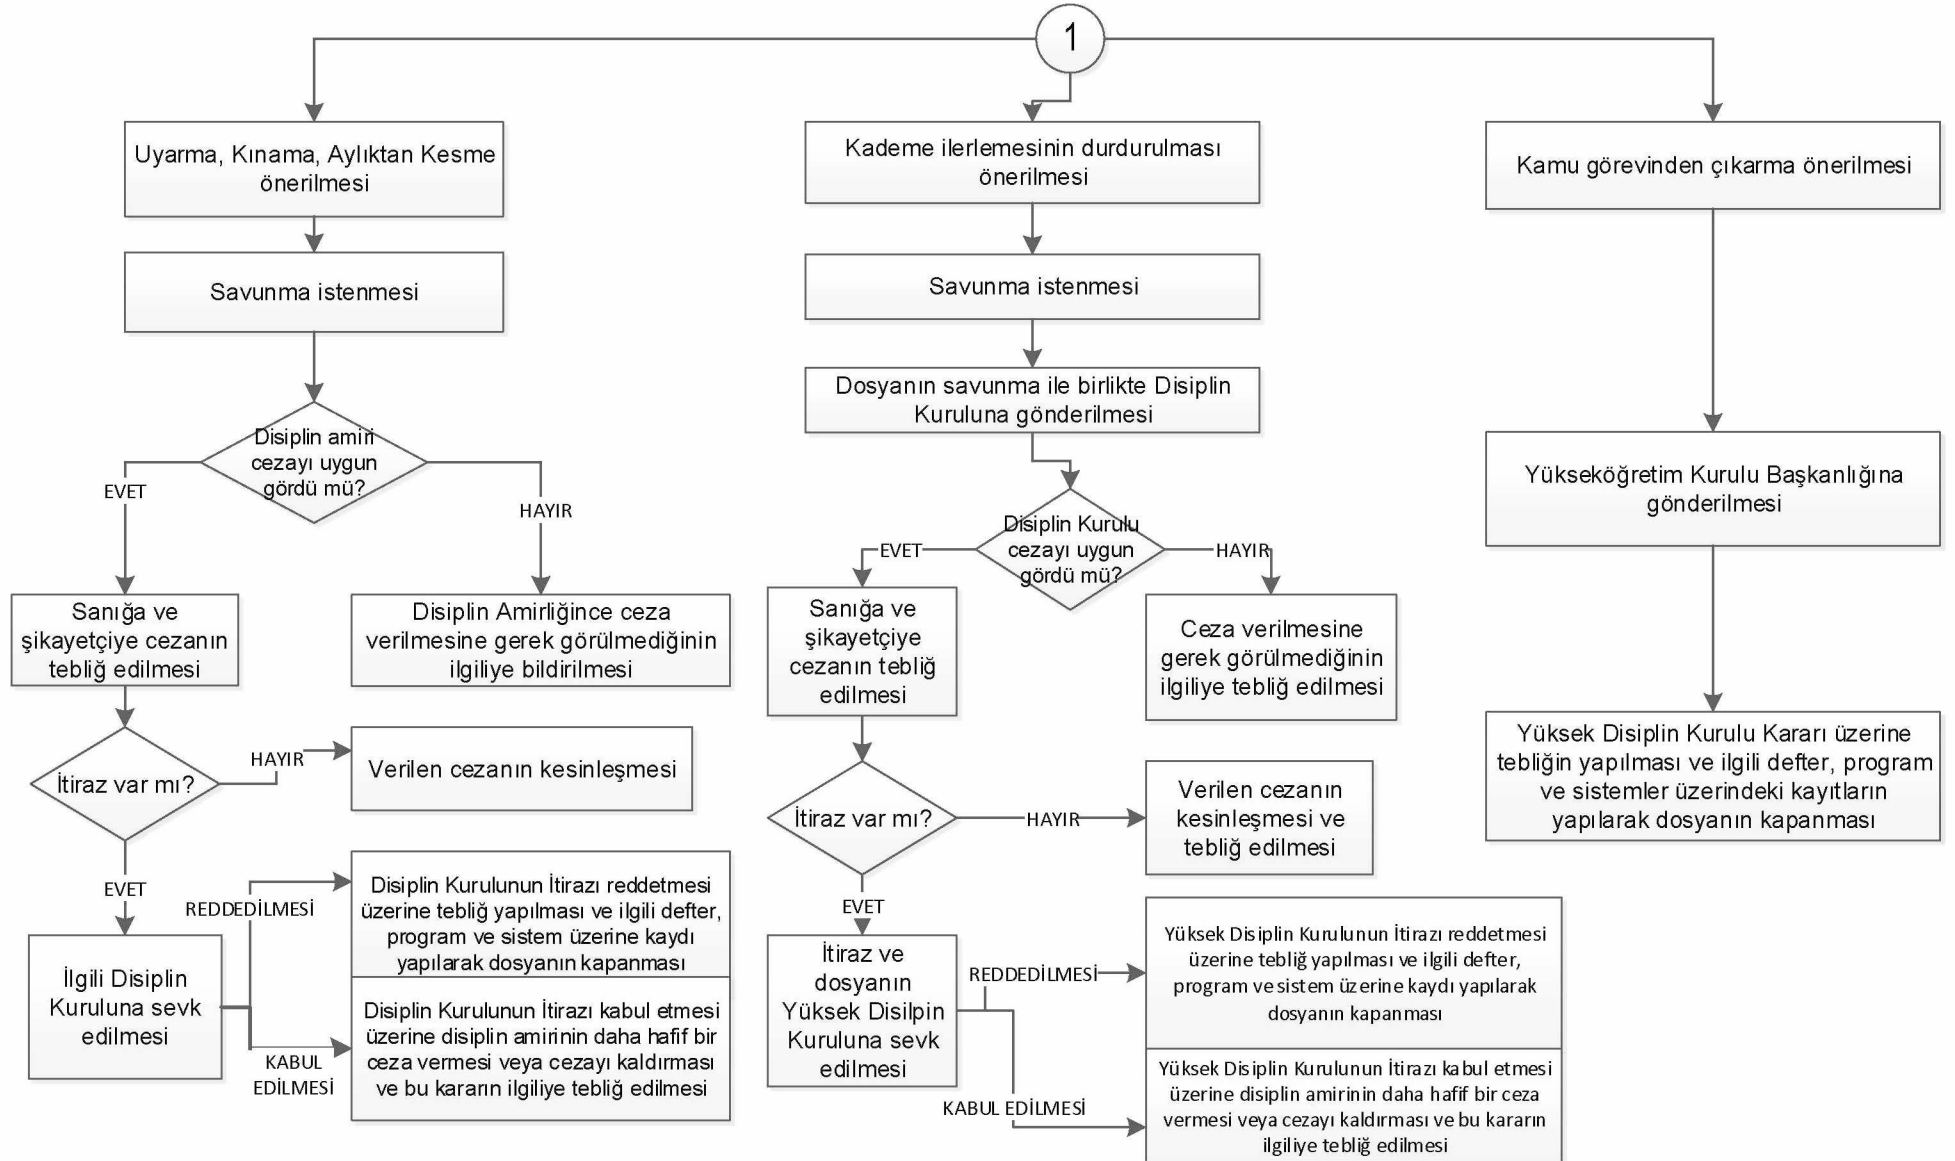 1
Uyarma, Kınama, Aylıktan Kesme
önerilmesi
Savunma istenmesi
Disiplin amiri
cezayı uygun
gördü mü?
EVET
HAYIR
Sanığa ve
şikayetçiye cezanın
tebliğ edilmesi
Disiplin Amirliğince ceza
verilmesine gerek görülmediğinin
ilgiliye bildirilmesi
İtiraz var mı?
HAYIR
Verilen cezanın kesinleşmesi
EVET
İlgili Disiplin
Kuruluna sevk
edilmesi
REDDEDİLMESİ
Disiplin Kurulunun İtirazı reddetmesi
üzerine tebliğ yapılması ve ilgili defter,
program ve sistem üzerine kaydı
yapılarak dosyanın kapanması
KABUL
EDİLMESİ
Disiplin Kurulunun İtirazı kabul etmesi
üzerine disiplin amirinin daha hafif bir
ceza vermesi veya cezayı kaldırması
ve bu kararın ilgiliye tebliğ edilmesi
Kademe ilerlemesinin durdurulması
önerilmesi
Savunma istenmesi
Dosyanın savunma ile birlikte Disiplin
Kuruluna gönderilmesi
Disiplin Kurulu
cezayı uygun
gördü mü?
EVET
HAYIR
Sanığa ve
şikayetçiye
cezanın tebliğ
edilmesi
Ceza verilmesine
gerek görülmediğinin
ilgiliye tebliğ edilmesi
İtiraz var mı?
HAYIR
Verilen cezanın
kesinleşmesi ve
tebliğ edilmesi
EVET
İtiraz ve
dosyanın
Yüksek Disilpin
Kuruluna sevk
edilmesi
REDDEDİLMESİ
Yüksek Disiplin Kurulunun İtirazı reddetmesi
üzerine tebliğ yapılması ve ilgili defter,
program ve sistem üzerine kaydı yapılarak
dosyanın kapanması
KABUL EDİLMESİ
Yüksek Disiplin Kurulunun İtirazı kabul etmesi
üzerine disiplin amirinin daha hafif bir ceza
vermesi veya cezayı kaldırması ve bu kararın
ilgiliye tebliğ edilmesi
Kamu görevinden çıkarma önerilmesi
Yükseköğretim Kurulu Başkanlığına
gönderilmesi
Yüksek Disiplin Kurulu Kararı üzerine
tebliğin yapılması ve ilgili defter, program
ve sistemler üzerindeki kayıtların
yapılarak dosyanın kapanması